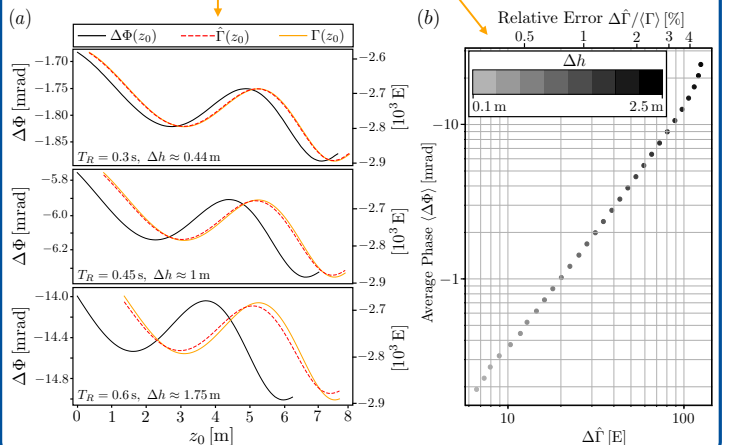 (a)
ΔΦ(z₀) Γ̂(z₀) Γ(z₀)
−1.70
−1.75
−1.80
−1.85
ΔΦ [mrad]
−2.6
−2.7
−2.8
−2.9
[10³ E]
T_R = 0.3 s, Δh ≈ 0.44 m
−5.8
−6.0
−6.2
ΔΦ [mrad]
−2.7
−2.8
−2.9
[10³ E]
T_R = 0.45 s, Δh ≈ 1 m
−14.0
−14.4
−14.8
ΔΦ [mrad]
−2.7
−2.8
−2.9
[10³ E]
T_R = 0.6 s, Δh ≈ 1.75 m
0 1 2 3 4 5 6 7 8
z₀ [m]
(b)
Relative Error ΔΓ̂/⟨Γ⟩ [%]
0.5 1 2 3 4
Δh
0.1 m 2.5 m
Average Phase ⟨ΔΦ⟩ [mrad]
−10
−1
10 100
ΔΓ̂ [E]